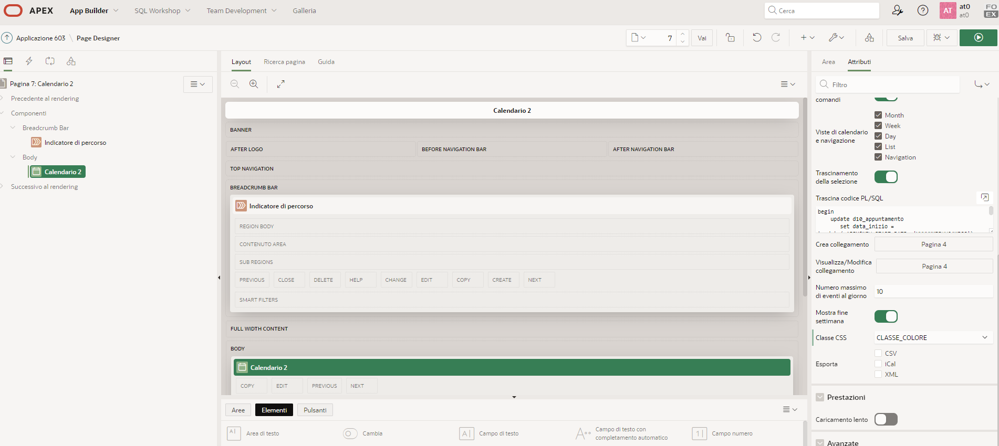 APEX
App Builder
SQL Workshop
Team Development
Galleria
Cerca
AT
at0
at0
FO
EX
Applicazione 603
Page Designer
7
Vai
Salva
Pagina 7: Calendario 2
Precedente al rendering
Componenti
Breadcrumb Bar
Indicatore di percorso
Body
Calendario 2
Successivo al rendering
Layout
Ricerca pagina
Guida
Calendario 2
BANNER
AFTER LOGO
BEFORE NAVIGATION BAR
AFTER NAVIGATION BAR
TOP NAVIGATION
BREADCRUMB BAR
Indicatore di percorso
REGION BODY
CONTENUTO AREA
SUB REGIONS
PREVIOUS
CLOSE
DELETE
HELP
CHANGE
EDIT
COPY
CREATE
NEXT
SMART FILTERS
FULL WIDTH CONTENT
BODY
Calendario 2
COPY
EDIT
PREVIOUS
NEXT
Aree
Elementi
Pulsanti
Area di testo
Cambia
Campo di testo
Campo di testo con
completamento automatico
Campo numero
Area
Attributi
Filtro
comandi
Viste di calendario
e navigazione
Month
Week
Day
List
Navigation
Trascinamento
della selezione
Trascina codice PL/SQL
begin
update d10_appuntamento
set data_inizio =
Crea collegamento
Pagina 4
Visualizza/Modifica
collegamento
Pagina 4
Numero massimo
di eventi al giorno
10
Mostra fine
settimana
Classe CSS
CLASSE_COLORE
Esporta
CSV
iCal
XML
Prestazioni
Caricamento lento
Avanzate